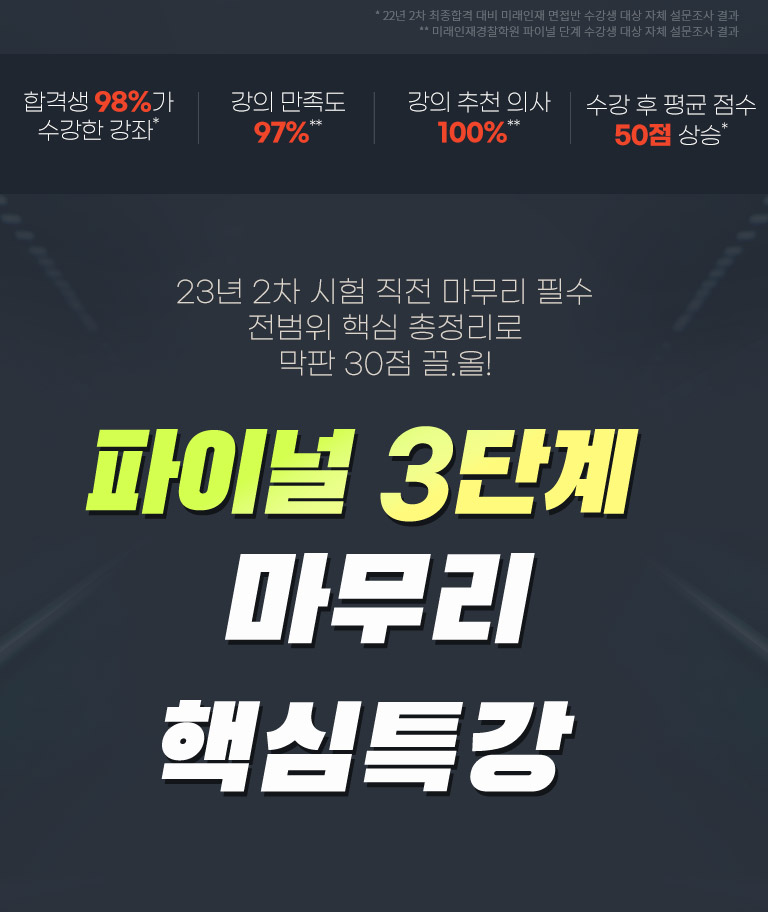 * 22년 2차 최종합격 대비 미래인재 면접반 수강생 대상 자체 설문조사 결과
** 미래인재경찰학원 파이널 단계 수강생 대상 자체 설문조사 결과
합격생 98%가
수강한 강좌*
강의 만족도
97%**
강의 추천 의사
100%**
수강 후 평균 점수
50점 상승*
23년 2차 시험 직전 마무리 필수
전범위 핵심 총정리로
막판 30점 끌.올!
파이널 3단계
마무리
핵심특강